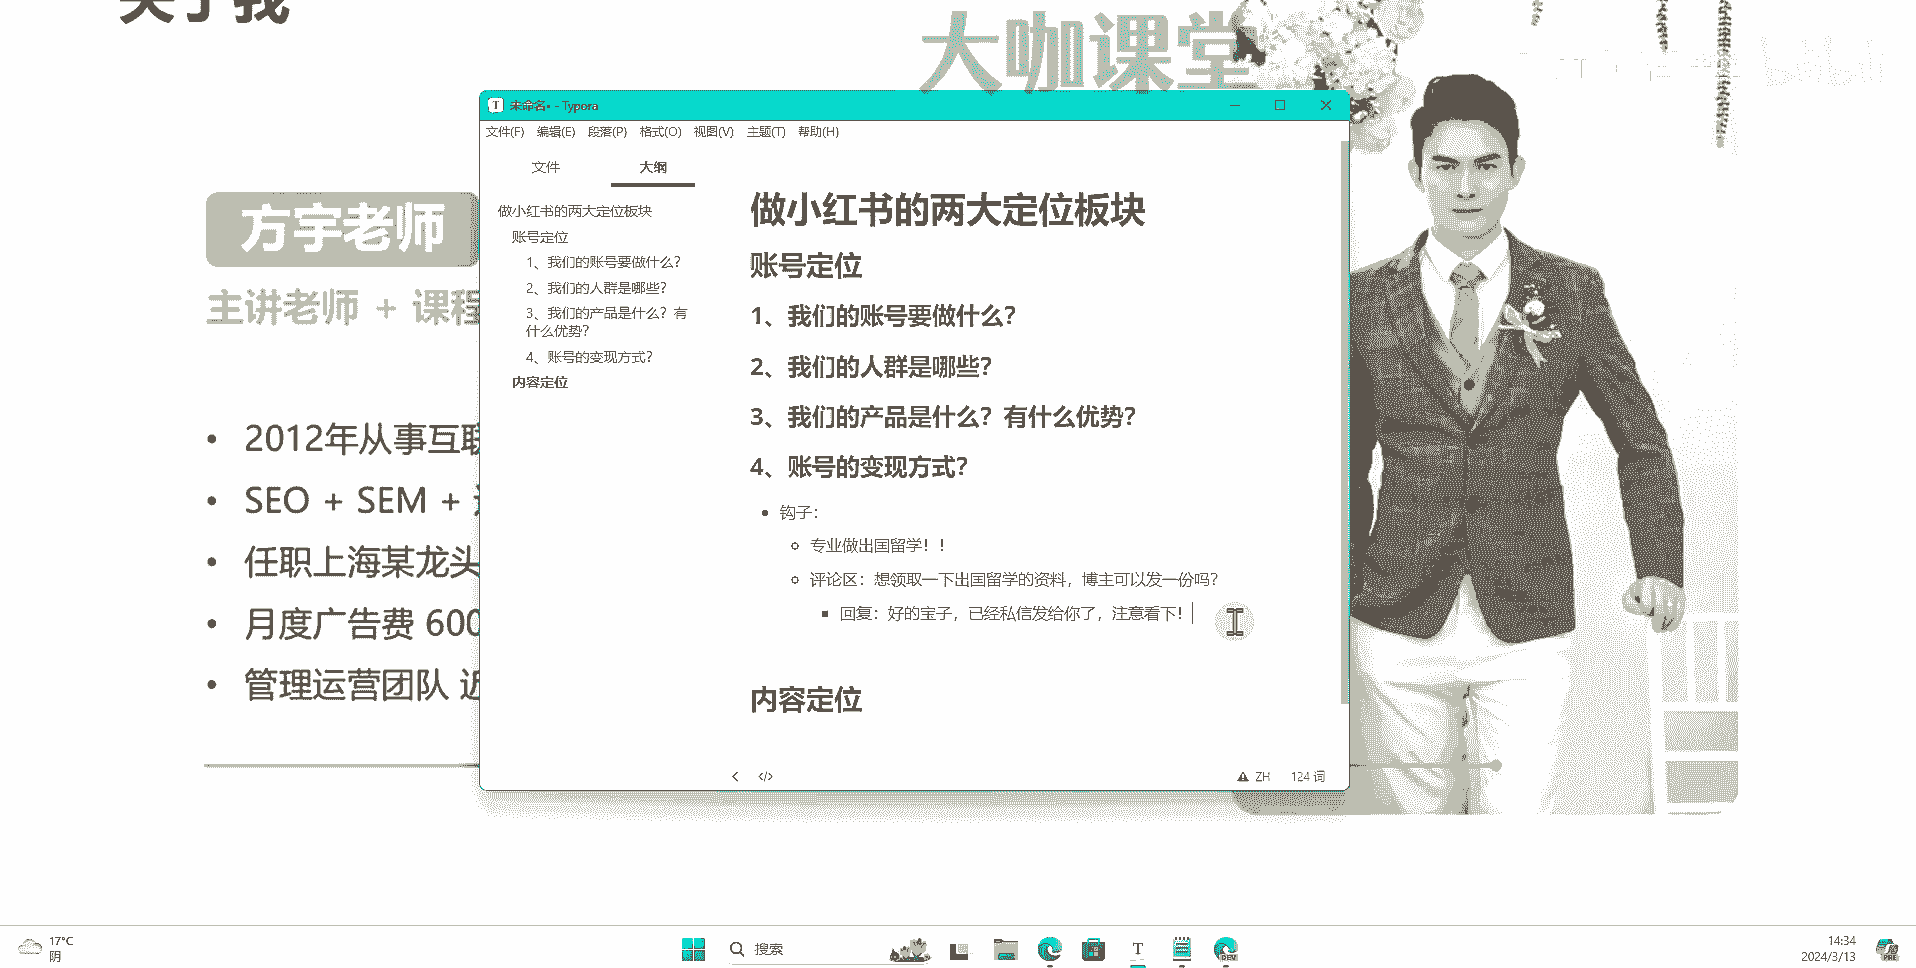 关于我
大咖课堂
bilibili
未命名• - Typora
文件(F) 编辑(E) 段落(P) 格式(O) 视图(V) 主题(T) 帮助(H)
文件 大纲
做小红书的两大定位板块
账号定位
1、我们的账号要做什么？
2、我们的人群是哪些？
3、我们的产品是什么？有
什么优势？
4、账号的变现方式？
内容定位
做小红书的两大定位板块
账号定位
1、我们的账号要做什么？
2、我们的人群是哪些？
3、我们的产品是什么？有什么优势？
4、账号的变现方式？
• 钩子：
专业做出国留学！！
评论区：想领取一下出国留学的资料，博主可以发一份吗？
回复：好的宝子，已经私信发给你了，注意看下！
内容定位
</> ZH 124 词
方宇老师
主讲老师 + 课程
• 2012年从事互联
• SEO + SEM +
• 任职上海某龙头
• 月度广告费 600
• 管理运营团队 近
17°C
阴
搜索
T
DEV
14:34
2024/3/13
PRE